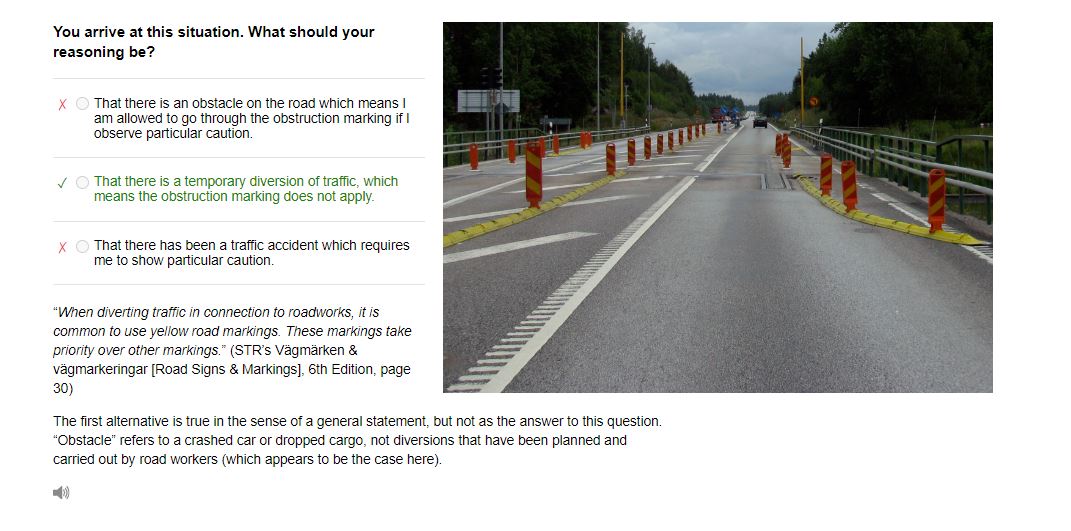 You arrive at this situation. What should your
reasoning be?
X That there is an obstacle on the road which means I
am allowed to go through the obstruction marking if I
observe particular caution.
✓ That there is a temporary diversion of traffic, which
means the obstruction marking does not apply.
X That there has been a traffic accident which requires
me to show particular caution.
“When diverting traffic in connection to roadworks, it is
common to use yellow road markings. These markings take
priority over other markings.” (STR’s Vägmärken &
vägmarkeringar [Road Signs & Markings], 6th Edition, page
30)
The first alternative is true in the sense of a general statement, but not as the answer to this question.
“Obstacle” refers to a crashed car or dropped cargo, not diversions that have been planned and
carried out by road workers (which appears to be the case here).